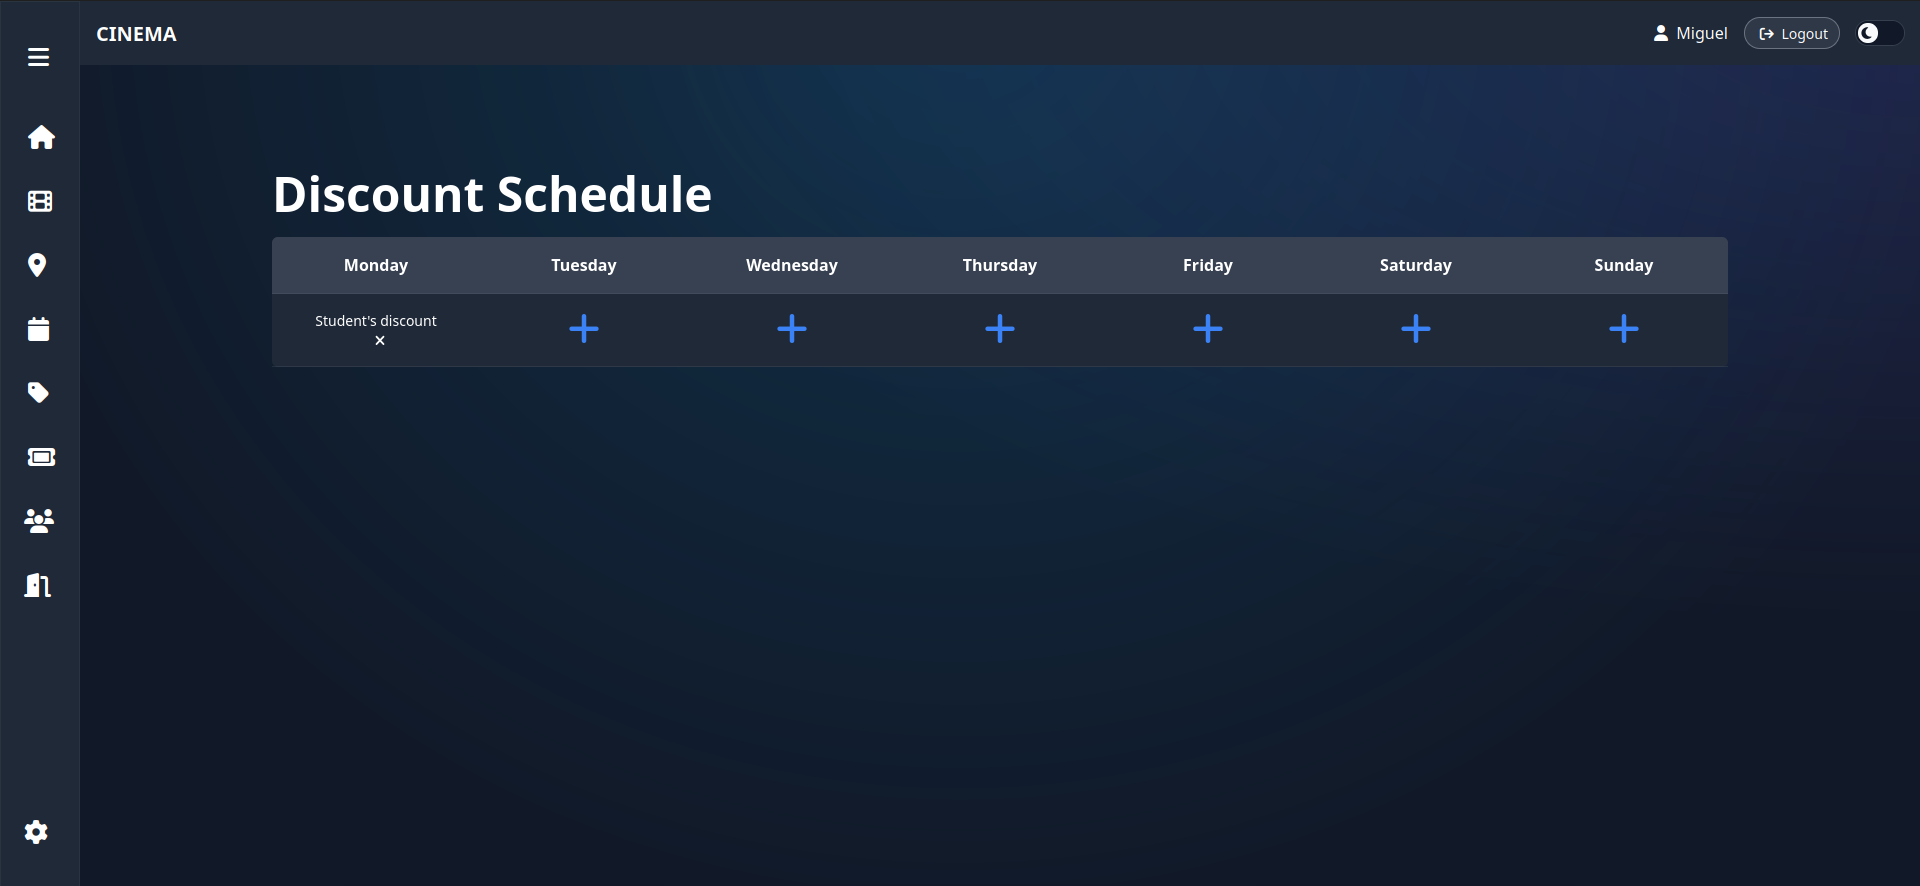 CINEMA
Miguel
Logout
Discount Schedule
Monday Tuesday Wednesday Thursday Friday Saturday Sunday
Student's discount